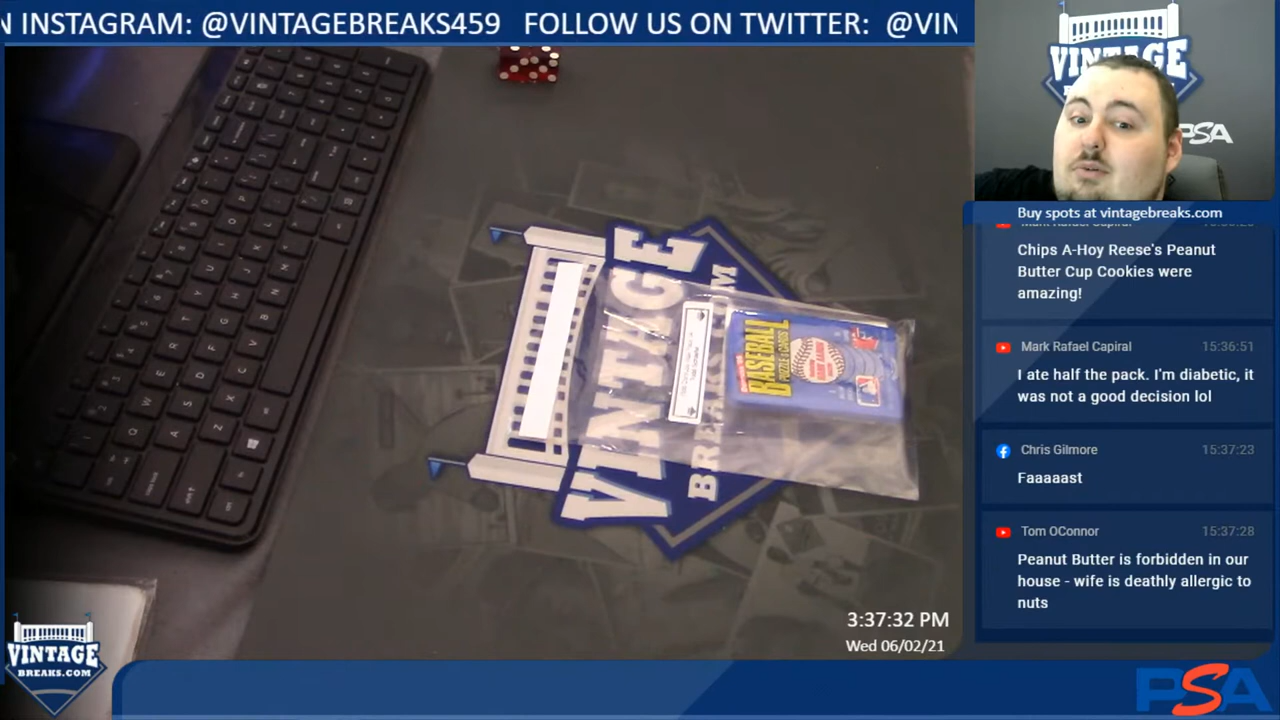 N INSTAGRAM: @VINTAGEBREAKS459   FOLLOW US ON TWITTER:  @VIN
VINTAGE
PSA
Buy spots at vintagebreaks.com
Chips A-Hoy Reese's Peanut
Butter Cup Cookies were
amazing!
Mark Rafael Capiral
15:36:51
I ate half the pack. I'm diabetic, it
was not a good decision lol
Chris Gilmore
15:37:23
Faaaaast
Tom OConnor
15:37:28
Peanut Butter is forbidden in our
house - wife is deathly allergic to
nuts
VINTAGE
BASEBALL
PUZZLE & CARDS
3:37:32 PM
Wed 06/02/21
VINTAGE
BREAKS.COM
PSA